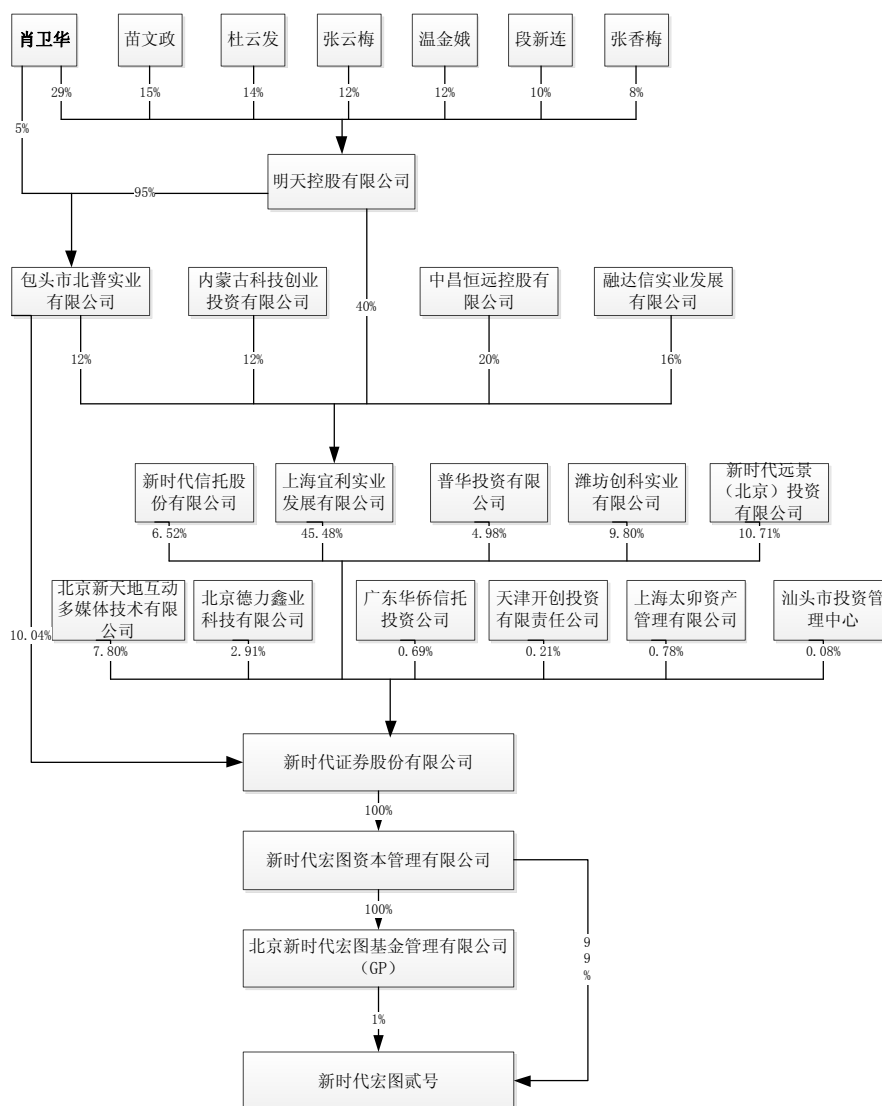 肖卫华
苗文政
杜云发
张云梅
温金娥
段新连
张香梅
29%
15%
14%
12%
12%
10%
8%
5%
明天控股有限公司
95%
包头市北普实业
有限公司
内蒙古科技创业
投资有限公司
中昌恒远控股有
限公司
融达信实业发展
有限公司
40%
12%
12%
20%
16%
新时代信托股
份有限公司
上海宜利实业
发展有限公司
普华投资有限
公司
潍坊创科实业
有限公司
新时代远景
（北京）投资
有限公司
6.52%
45.48%
4.98%
9.80%
10.71%
北京新天地互动
多媒体技术有限
公司
北京德力鑫业
科技有限公司
广东华侨信托
投资公司
天津开创投资
有限责任公司
上海太卯资产
管理有限公司
汕头市投资管
理中心
10.04%
7.80%
2.91%
0.69%
0.21%
0.78%
0.08%
新时代证券股份有限公司
100%
新时代宏图资本管理有限公司
100%
北京新时代宏图基金管理有限公司
（GP）
99%
1%
新时代宏图贰号